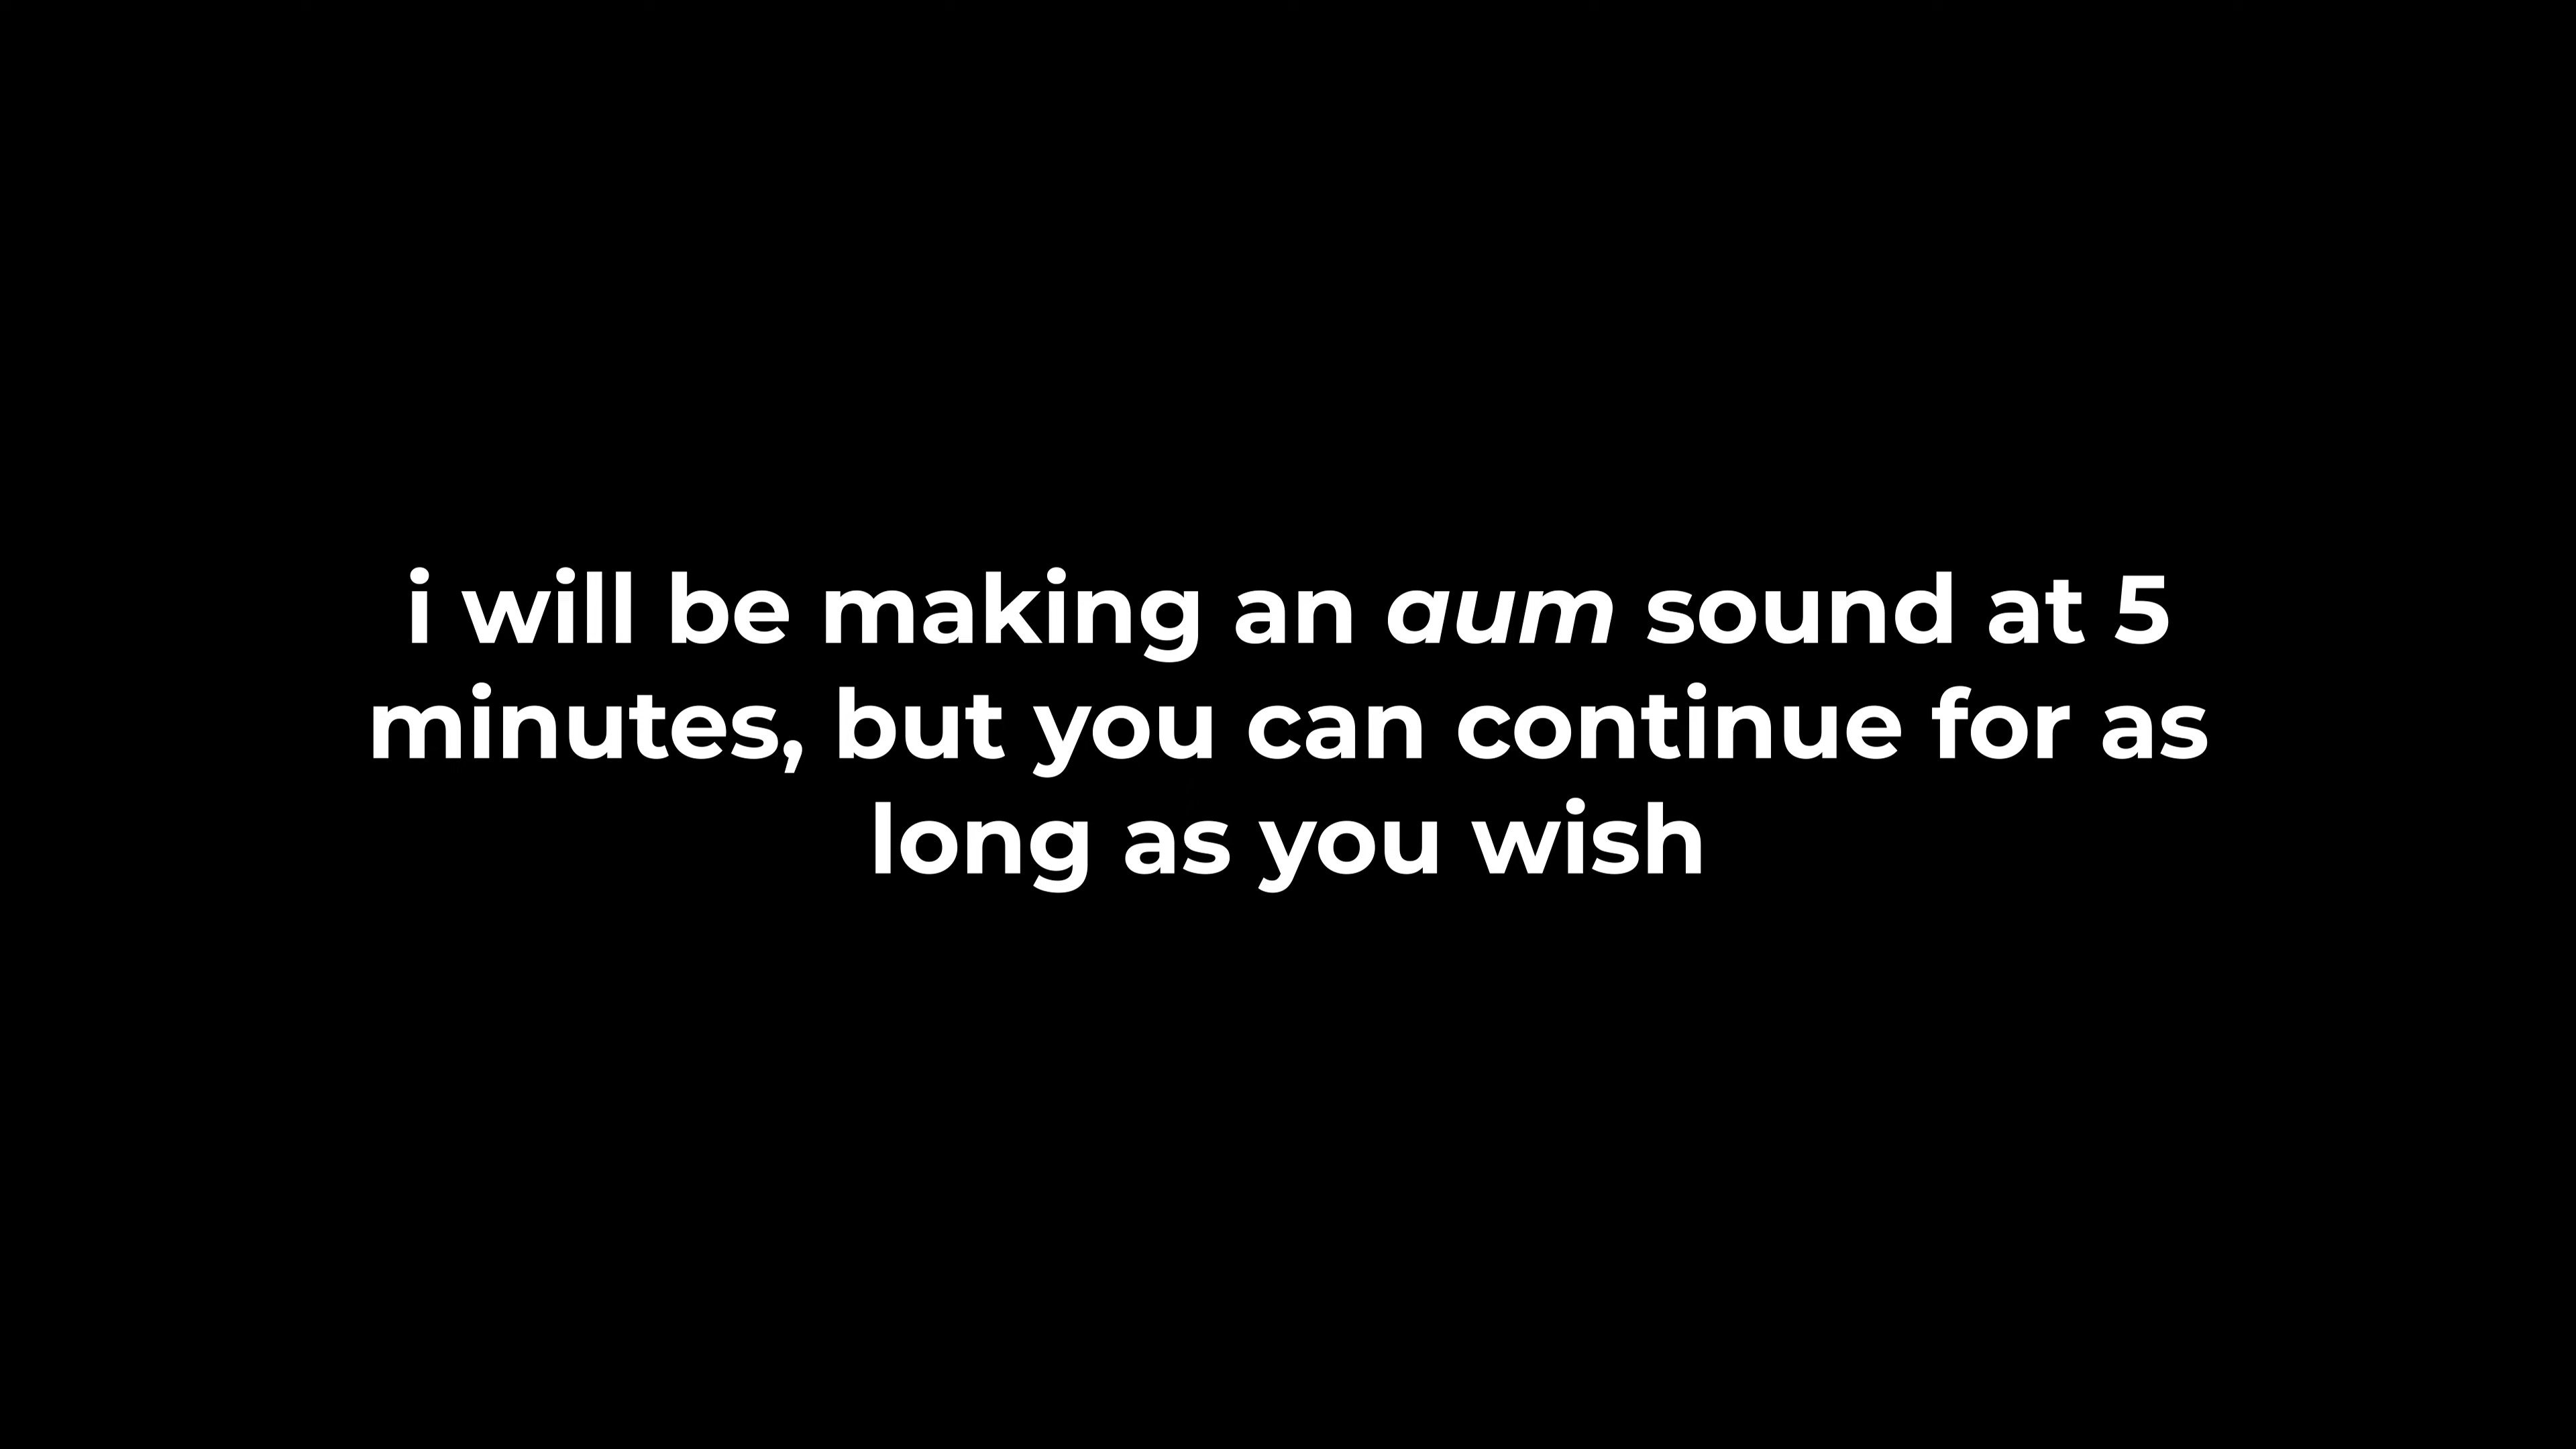 i will be making an aum sound at 5
minutes, but you can continue for as
long as you wish